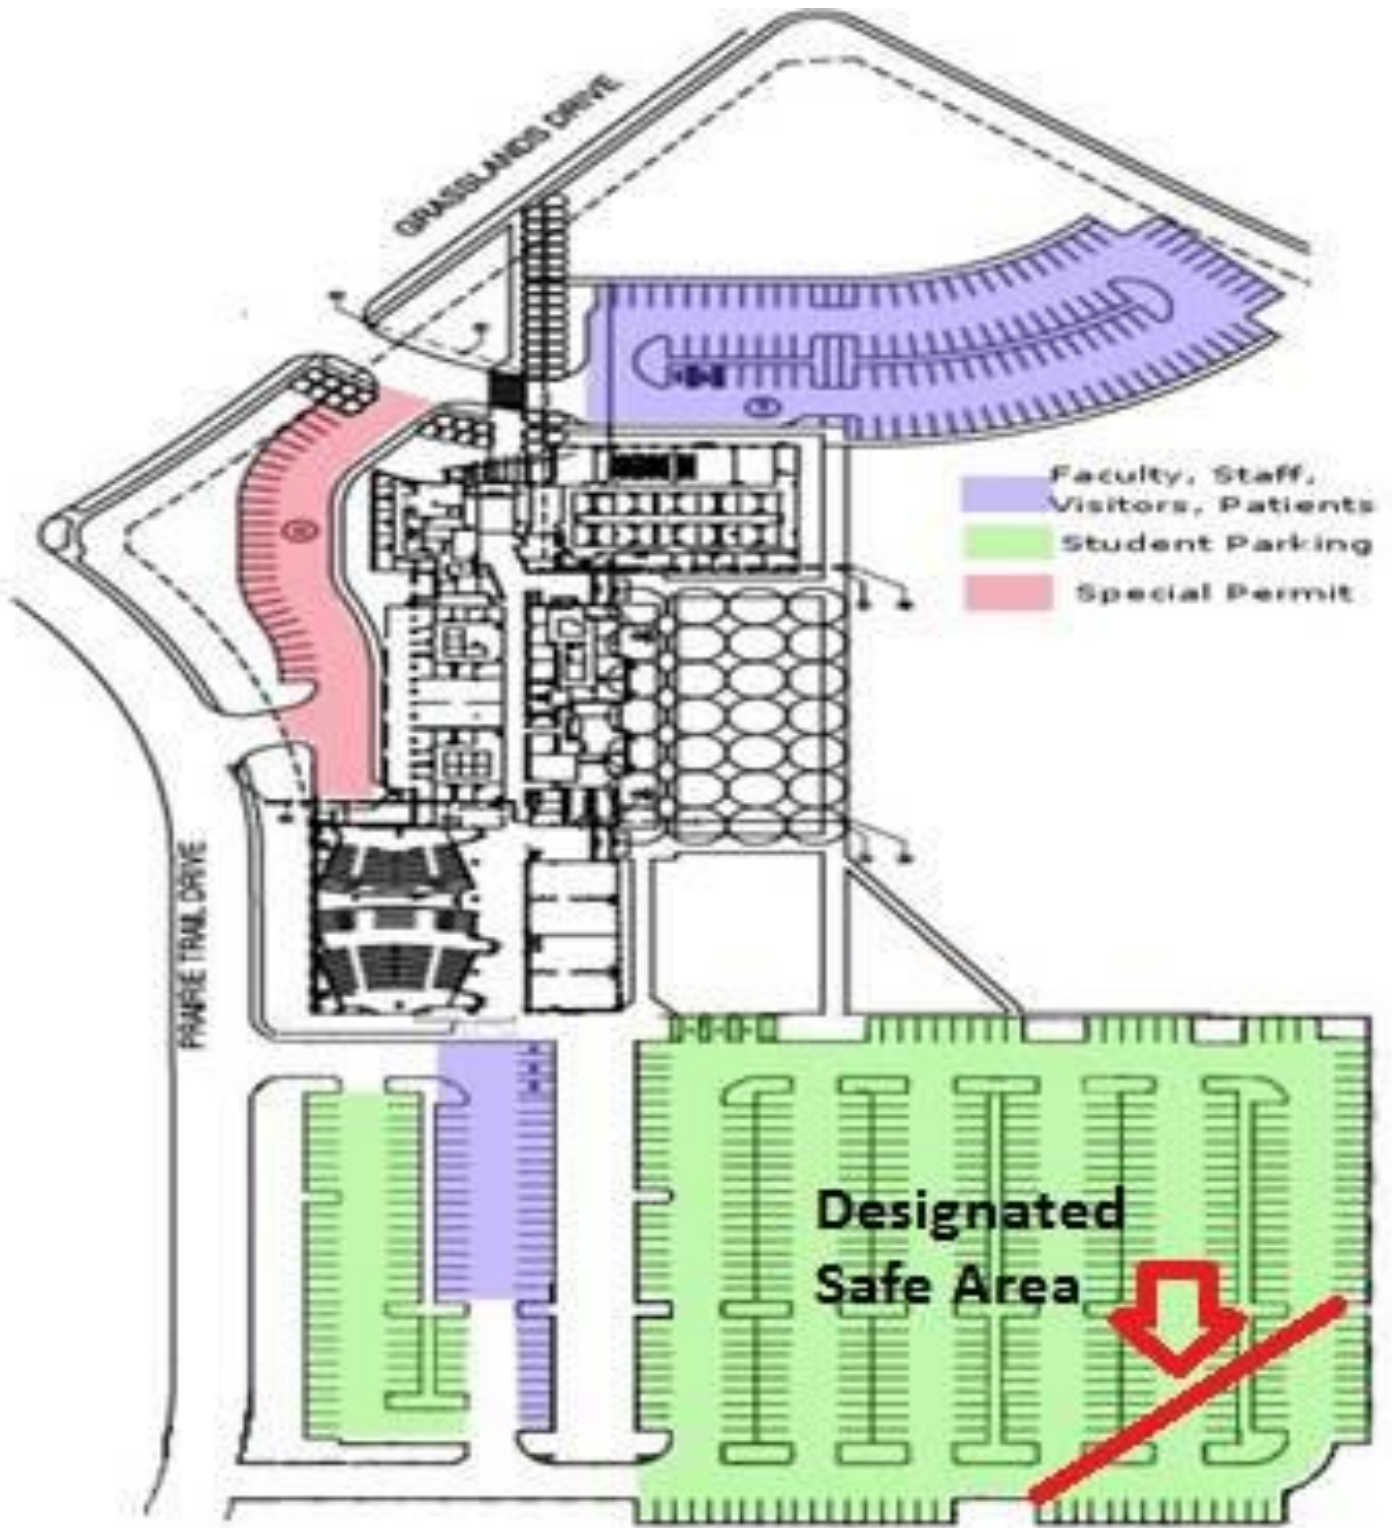 GRASSLANDS DRIVE
Faculty, Staff,
Visitors, Patients
Student Parking
Special Permit
PRAIRIE TRAIL DRIVE
Designated
Safe Area